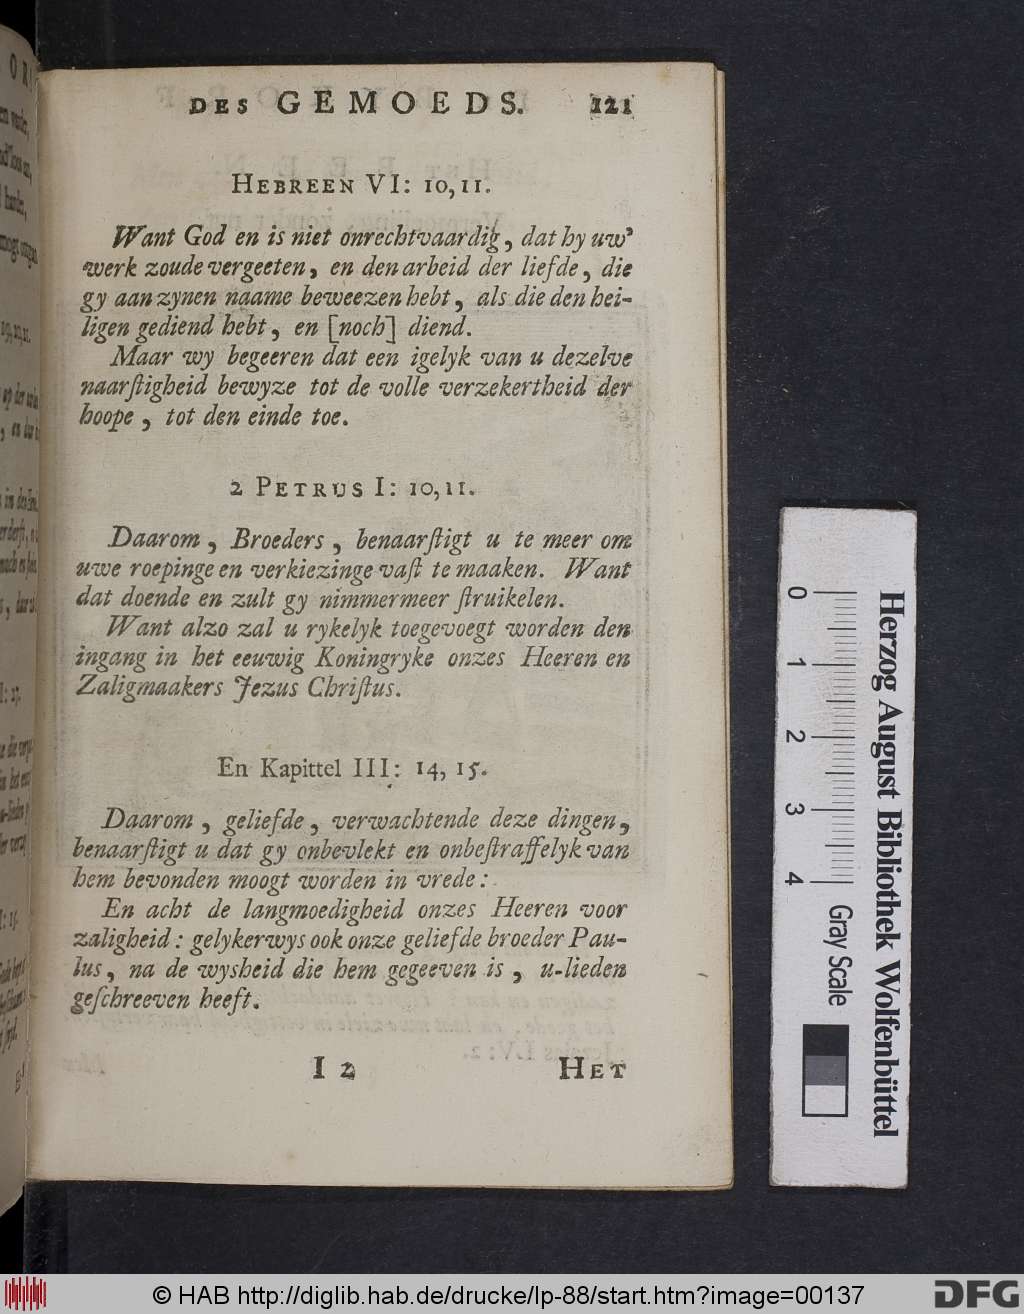 DES GEMOEDS. 121
HEBREEN VI: 10, 11.
Want God en is niet onrechtvaardig, dat hy uw'
werk zoude vergeeten, en den arbeid der liefde, die
gy aan zynen naame beweezen hebt, als die den hei-
ligen gediend hebt, en [noch] diend.
Maar wy begeeren dat een igelyk van u dezelve
naarſtigheid bewyze tot de volle verzekertheid der
hoope, tot den einde toe.
2 PETRUS I: 10, 11.
Daarom, Broeders, benaarſtigt u te meer om
uwe roepinge en verkiezinge vaſt te maaken. Want
dat doende en zult gy nimmermeer ſtruikelen.
Want alzo zal u rykelyk toegevoegt worden den
ingang in het eeuwig Koningryke onzes Heeren en
Zaligmaakers Jezus Chriſtus.
En Kapittel III: 14, 15.
Daarom, geliefde, verwachtende deze dingen,
benaarſtigt u dat gy onbevlekt en onbeſtraffelyk van
hem bevonden moogt worden in vrede:
En acht de langmoedigheid onzes Heeren voor
zaligheid: gelykerwys ook onze geliefde broeder Pau-
lus, na de wysheid die hem gegeeven is, u-lieden
geſchreeven heeft.
I 2 HET
0 1 2 3 4
Gray Scale
Herzog August Bibliothek Wolfenbüttel
© HAB http://diglib.hab.de/drucke/lp-88/start.htm?image=00137
DFG